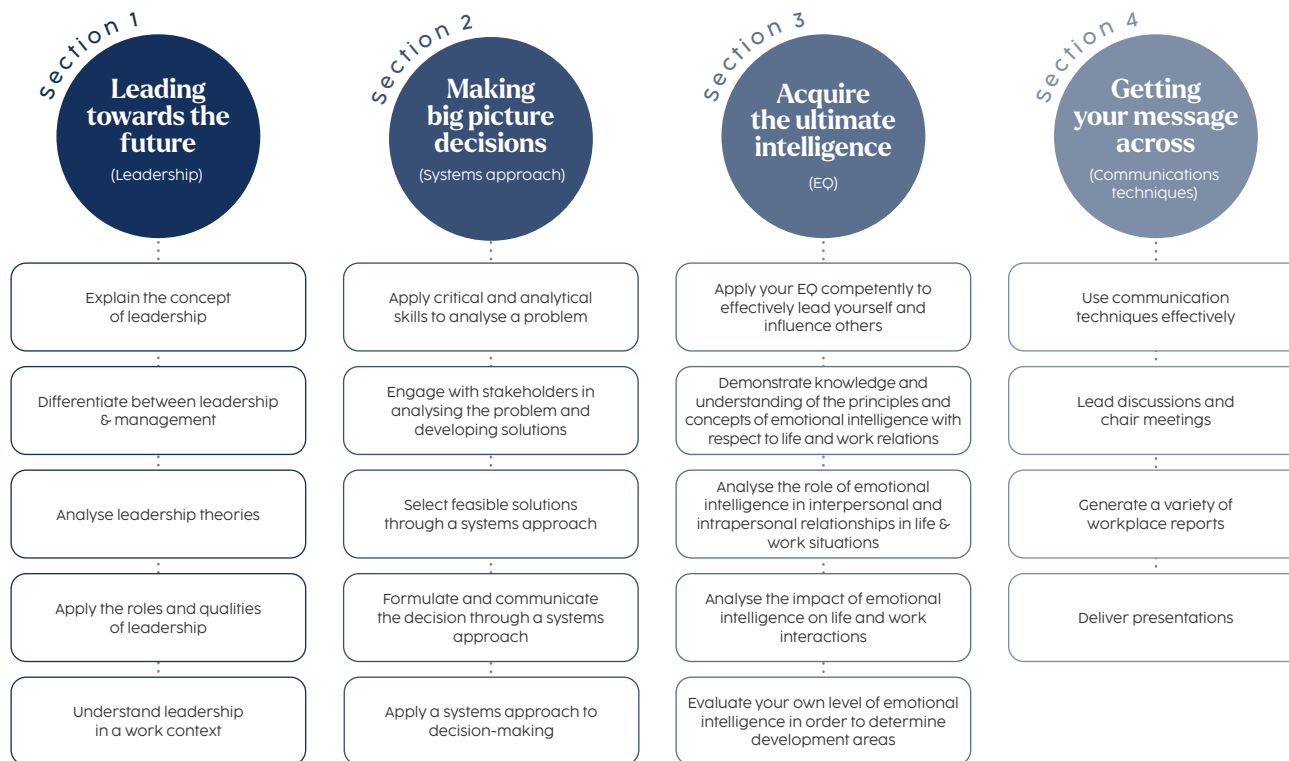 Section 1
Leading
towards the
future
(Leadership)
Explain the concept
of leadership
Differentiate between leadership
& management
Analyse leadership theories
Apply the roles and qualities
of leadership
Understand leadership
in a work context
Section 2
Making
big picture
decisions
(Systems approach)
Apply critical and analytical
skills to analyse a problem
Engage with stakeholders in
analysing the problem and
developing solutions
Select feasible solutions
through a systems approach
Formulate and communicate
the decision through a systems
approach
Apply a systems approach to
decision-making
Section 3
Acquire
the ultimate
intelligence
(EQ)
Apply your EQ competently to
effectively lead yourself and
influence others
Demonstrate knowledge and
understanding of the principles and
concepts of emotional intelligence with
respect to life and work relations
Analyse the role of emotional
intelligence in interpersonal and
intrapersonal relationships in life &
work situations
Analyse the impact of emotional
intelligence on life and work
interactions
Evaluate your own level of emotional
intelligence in order to determine
development areas
Section 4
Getting
your message
across
(Communications
techniques)
Use communication
techniques effectively
Lead discussions and
chair meetings
Generate a variety of
workplace reports
Deliver presentations